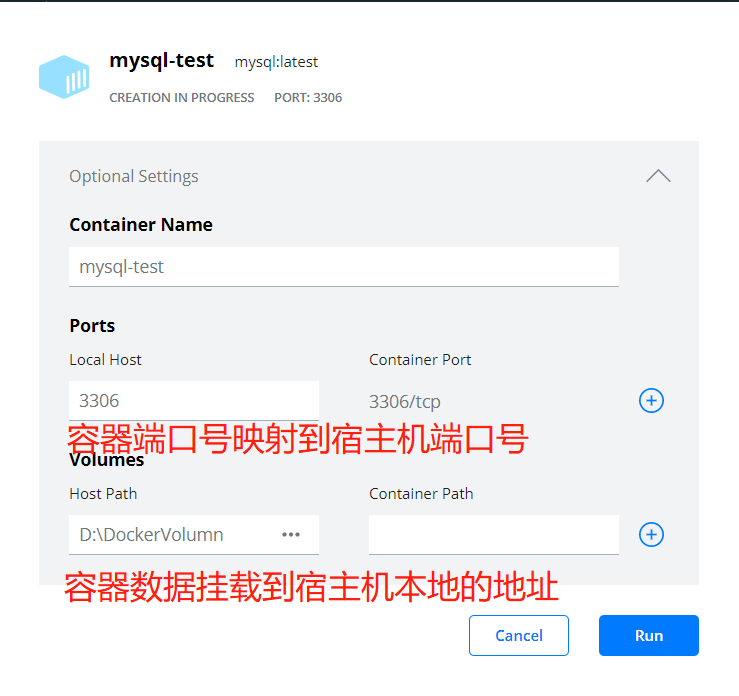 mysql-test mysql:latest
CREATION IN PROGRESS PORT: 3306
Optional Settings
Container Name
mysql-test
Ports
Local Host Container Port
3306 3306/tcp
容器端口号映射到宿主机端口号
Volumes
Host Path Container Path
D:\DockerVolumn •••
容器数据挂载到宿主机本地的地址
Cancel Run